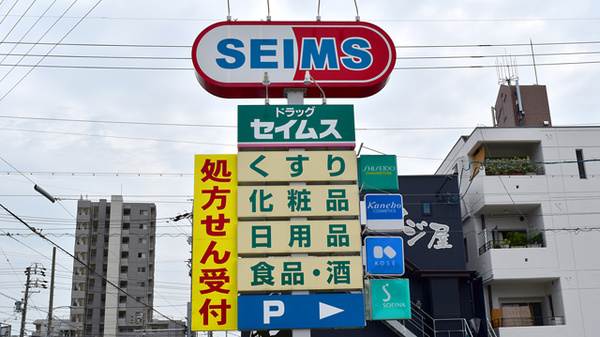 SEIMS
ドラッグ
セイムス
処方せん受付
くすり
化粧品
日用品
食品・酒
P
SHISEIDO
Kanebo
COSMETICS
KOSÉ
S
SOFINA
ジ屋